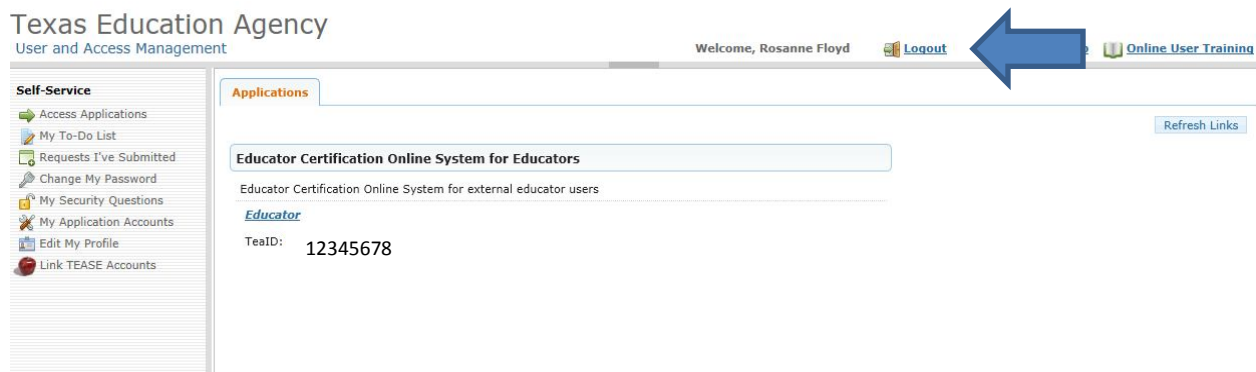 Texas Education Agency
User and Access Management
Welcome, Rosanne Floyd
Logout
Online User Training
Self-Service
Access Applications
My To-Do List
Requests I've Submitted
Change My Password
My Security Questions
My Application Accounts
Edit My Profile
Link TEASE Accounts
Applications
Refresh Links
Educator Certification Online System for Educators
Educator Certification Online System for external educator users
Educator
TeaID: 12345678